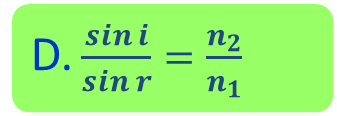 D. sin i / sin r = n₂ / n₁